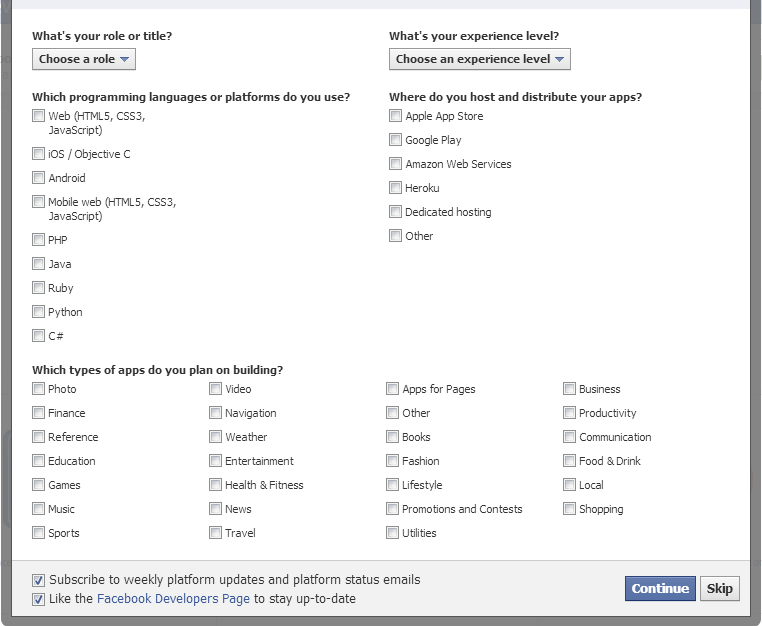 What's your role or title?
What's your experience level?
Choose a role
Choose an experience level
Which programming languages or platforms do you use?
Web (HTML5, CSS3,
JavaScript)
iOS / Objective C
Android
Mobile web (HTML5, CSS3,
JavaScript)
PHP
Java
Ruby
Python
C#
Where do you host and distribute your apps?
Apple App Store
Google Play
Amazon Web Services
Heroku
Dedicated hosting
Other
Which types of apps do you plan on building?
Photo
Video
Apps for Pages
Business
Finance
Navigation
Other
Productivity
Reference
Weather
Books
Communication
Education
Entertainment
Fashion
Food & Drink
Games
Health & Fitness
Lifestyle
Local
Music
News
Promotions and Contests
Shopping
Sports
Travel
Utilities
Subscribe to weekly platform updates and platform status emails
Like the Facebook Developers Page to stay up-to-date
Continue
Skip